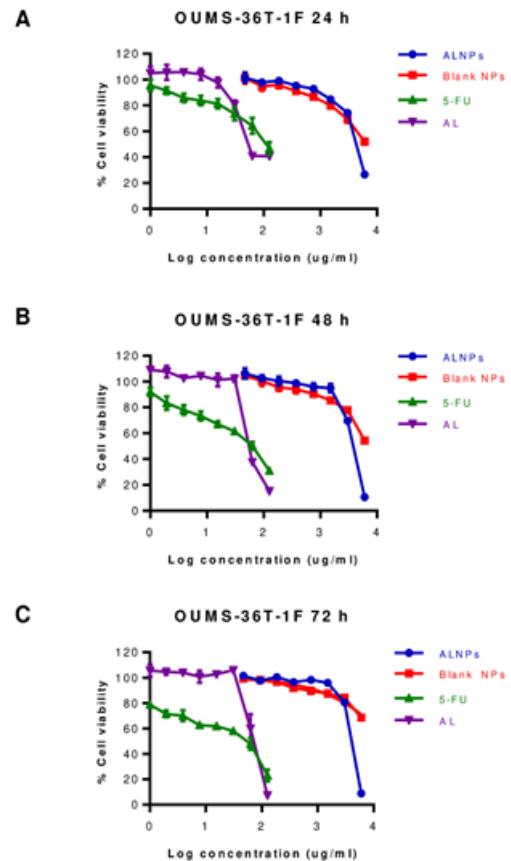 A
OUMS-36T-1F 24 h
120
100
80
60
40
20
0
% Cell viability
0 1 2 3 4
Log concentration (ug/ml)
ALNPs
Blank NPs
5-FU
AL
B
OUMS-36T-1F 48 h
120
100
80
60
40
20
0
% Cell viability
0 1 2 3 4
Log concentration (ug/ml)
ALNPs
Blank NPs
5-FU
AL
C
OUMS-36T-1F 72 h
120
100
80
60
40
20
0
% Cell viability
0 1 2 3 4
Log concentration (ug/ml)
ALNPs
Blank NPs
5-FU
AL